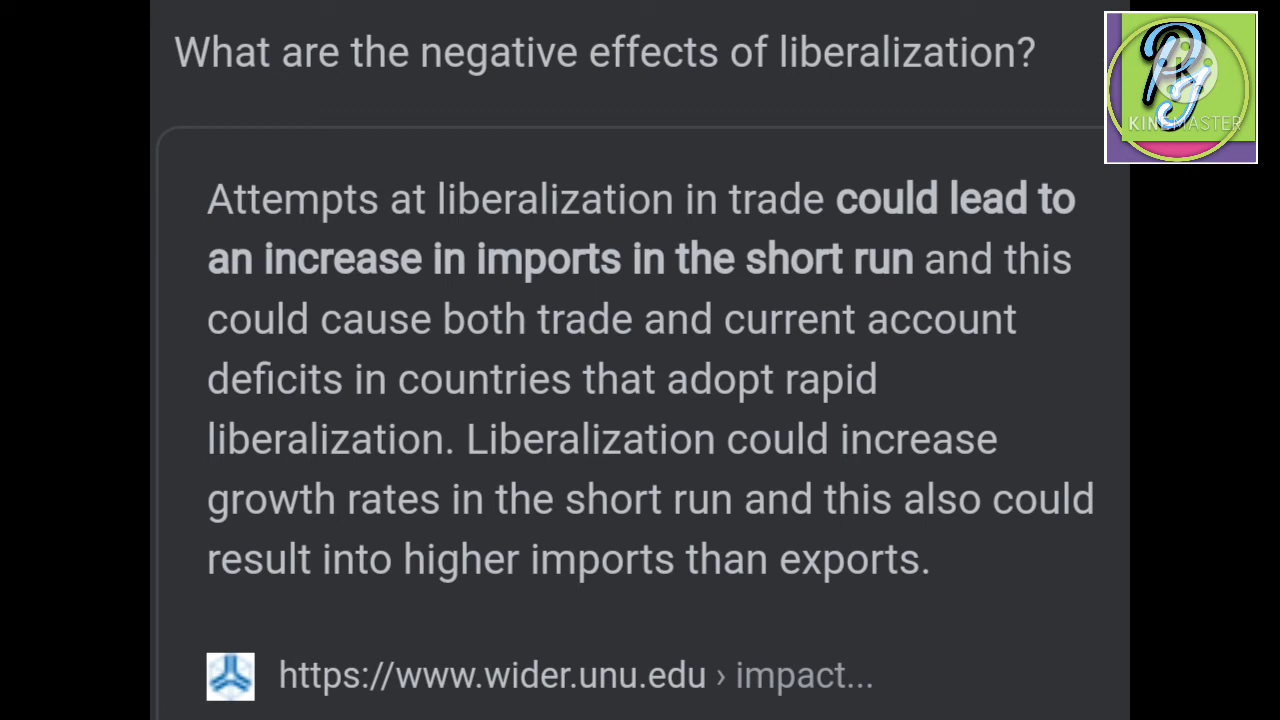 What are the negative effects of liberalization?
KINEMASTER
Attempts at liberalization in trade could lead to
an increase in imports in the short run and this
could cause both trade and current account
deficits in countries that adopt rapid
liberalization. Liberalization could increase
growth rates in the short run and this also could
result into higher imports than exports.
https://www.wider.unu.edu › impact...